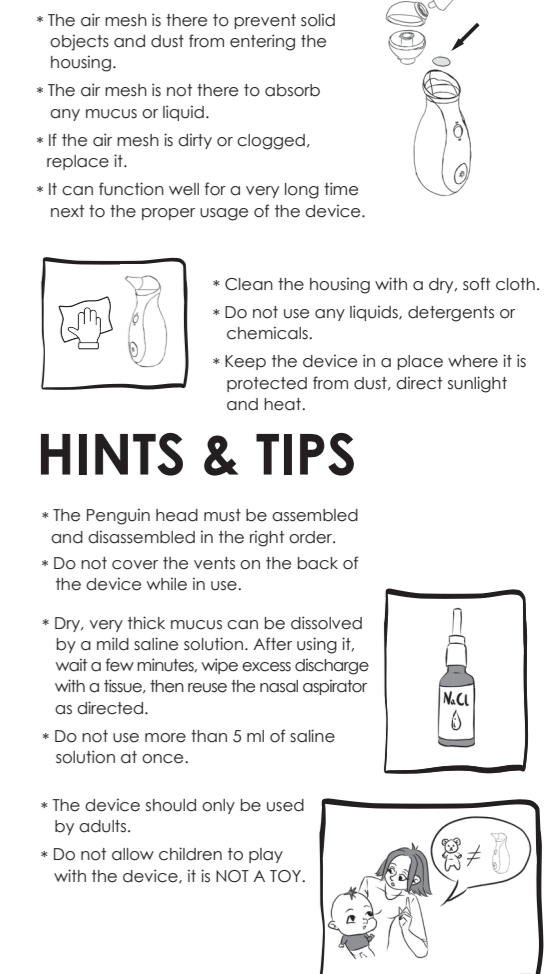 * The air mesh is there to prevent solid
objects and dust from entering the
housing.
* The air mesh is not there to absorb
any mucus or liquid.
* If the air mesh is dirty or clogged,
replace it.
* It can function well for a very long time
next to the proper usage of the device.
* Clean the housing with a dry, soft cloth.
* Do not use any liquids, detergents or
chemicals.
* Keep the device in a place where it is
protected from dust, direct sunlight
and heat.
HINTS & TIPS
* The Penguin head must be assembled
and disassembled in the right order.
* Do not cover the vents on the back of
the device while in use.
* Dry, very thick mucus can be dissolved
by a mild saline solution. After using it,
wait a few minutes, wipe excess discharge
with a tissue, then reuse the nasal aspirator
as directed.
* Do not use more than 5 ml of saline
solution at once.
NaCl
* The device should only be used
by adults.
* Do not allow children to play
with the device, it is NOT A TOY.
≠